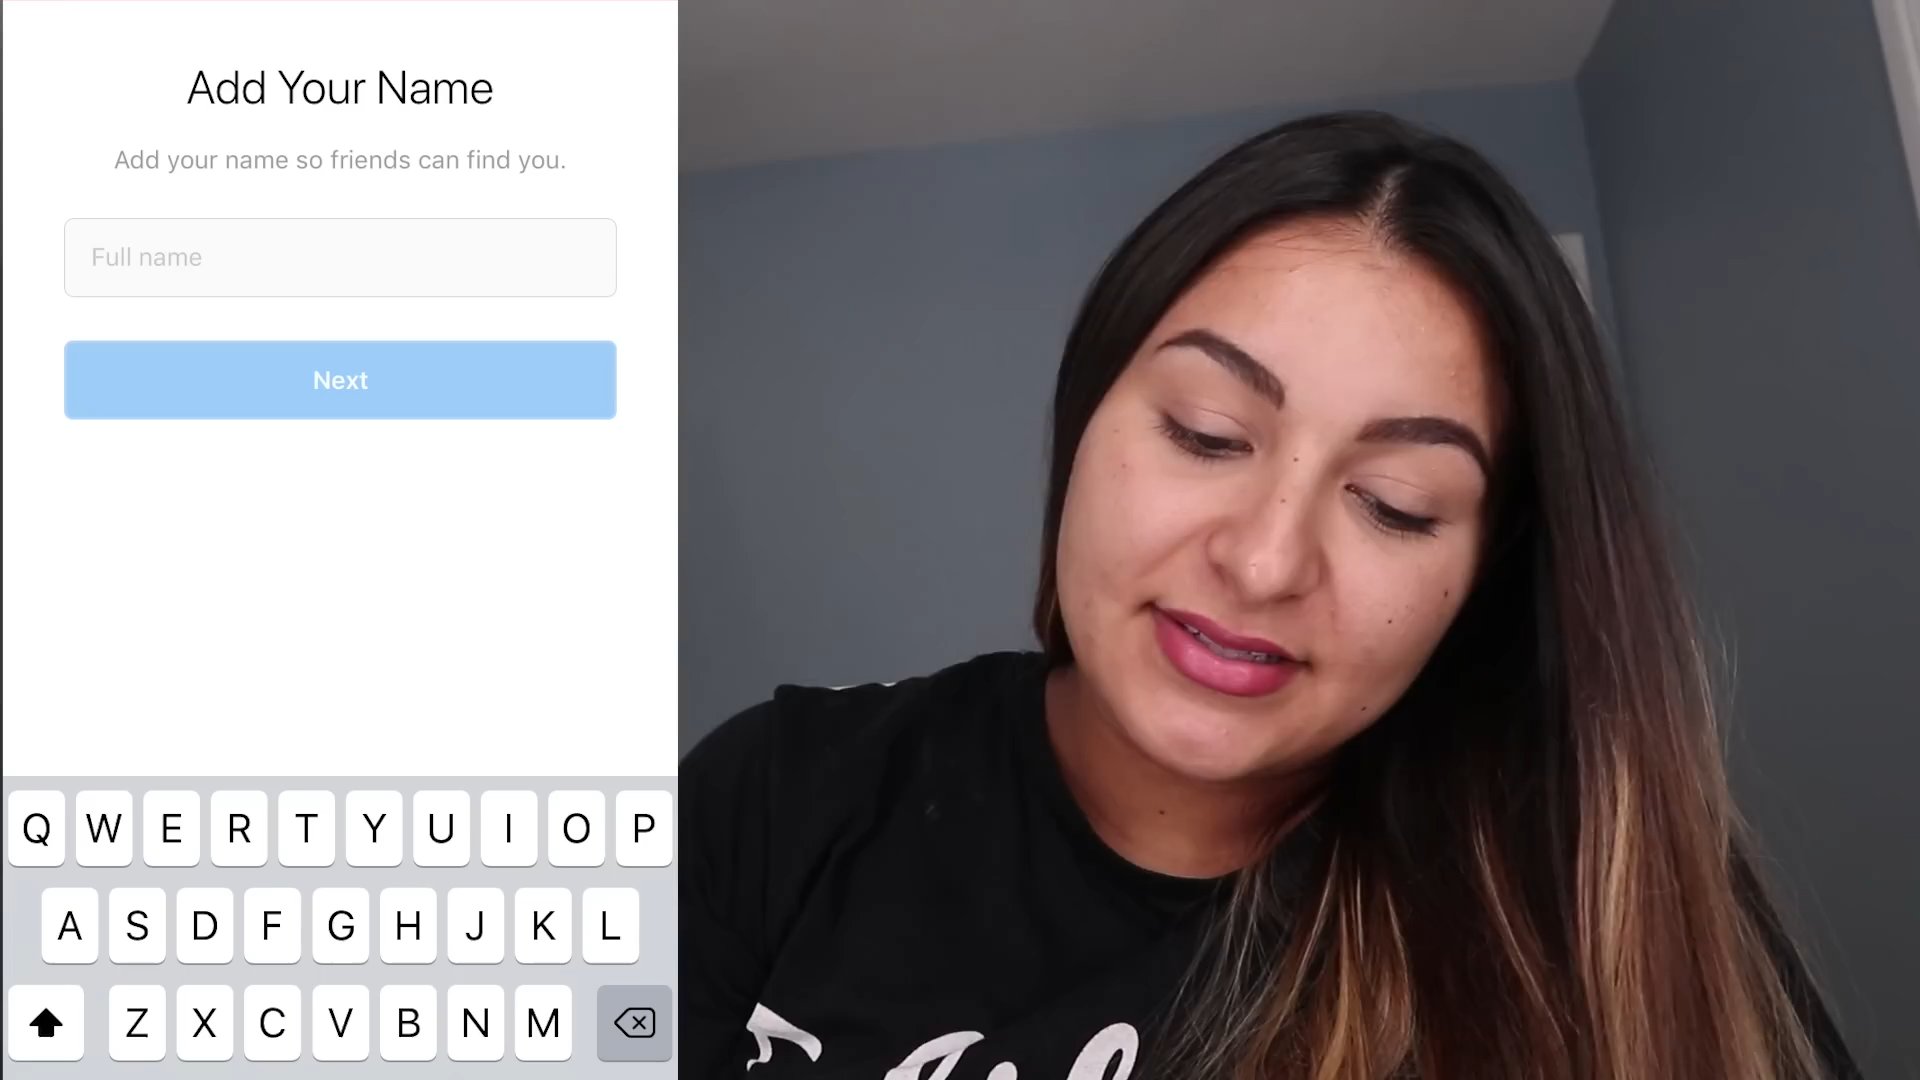 Add Your Name
Add your name so friends can find you.
Full name
Next
Q W E R T Y U I O P
A S D F G H J K L
Z X C V B N M